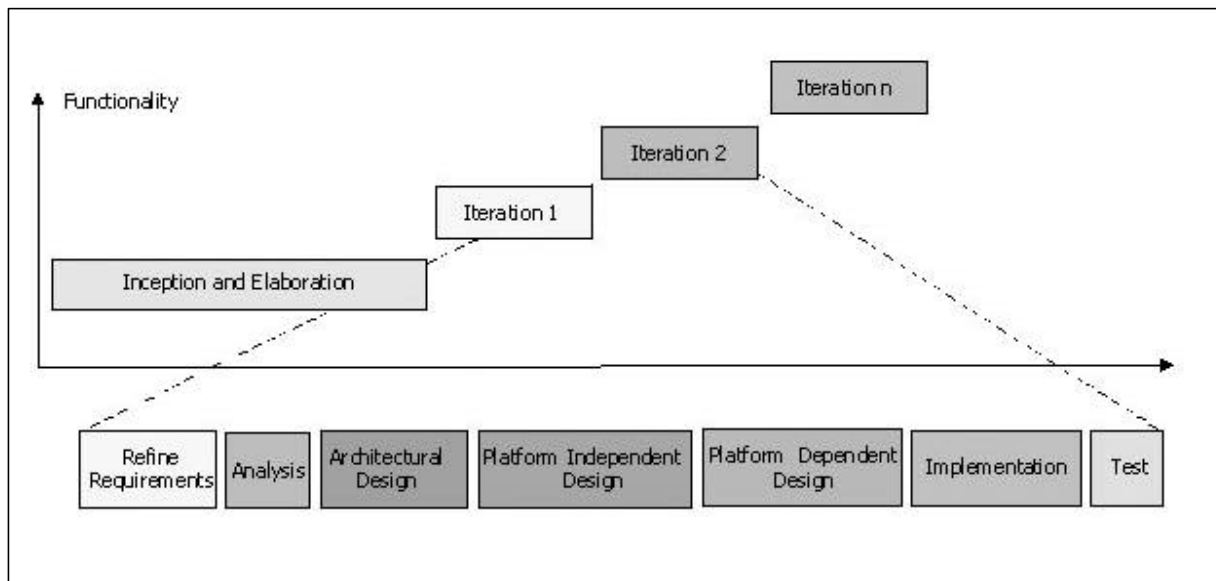 Functionality
Iteration n
Iteration 2
Iteration 1
Inception and Elaboration
Refine
Requirements
Analysis
Architectural
Design
Platform Independent
Design
Platform Dependent
Design
Implementation
Test